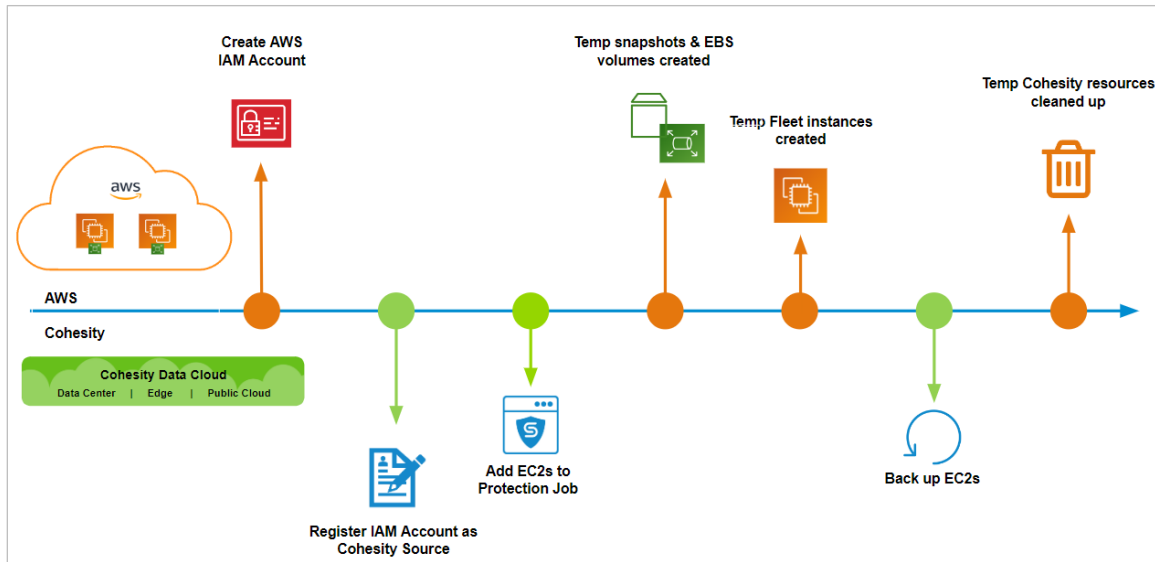 Create AWS
IAM Account
Temp snapshots & EBS
volumes created
Temp Fleet instances
created
Temp Cohesity resources
cleaned up
aws
AWS
Cohesity
Cohesity Data Cloud
Data Center | Edge | Public Cloud
Register IAM Account as
Cohesity Source
S
Add EC2s to
Protection Job
Back up EC2s